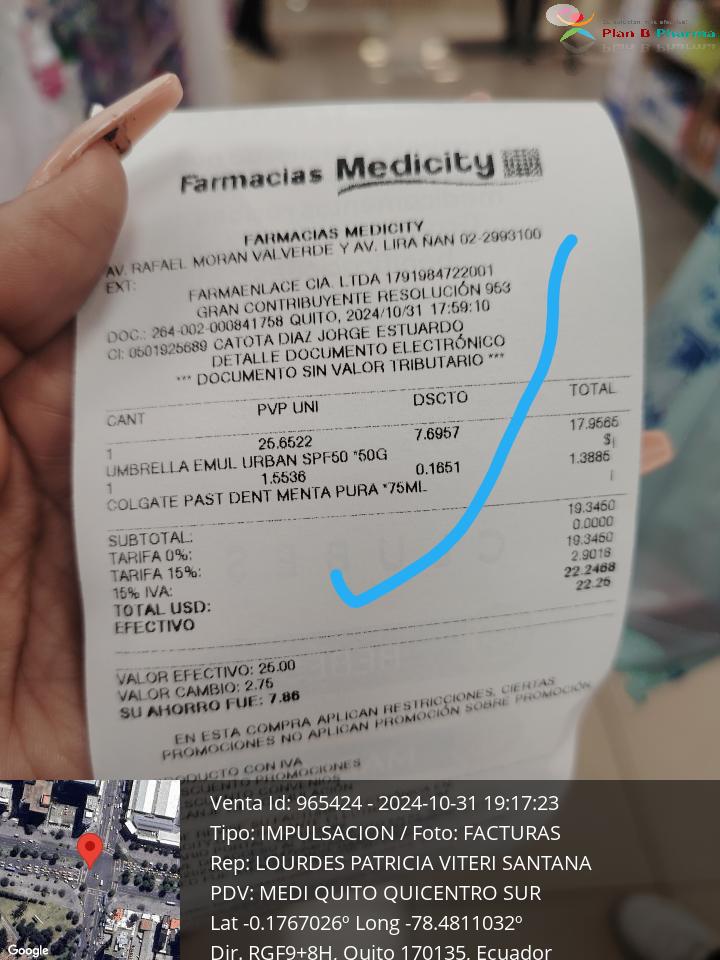 Plan B Pharma
Farmacias Medicity
FARMACIAS MEDICITY
AV. RAFAEL MORAN VALVERDE Y AV. LIRA ÑAN 02-2993100
EXT:
FARMAENLACE CIA. LTDA 1791984722001
GRAN CONTRIBUYENTE RESOLUCIÓN 953
DOC.: 264-002-000841758 QUITO, 2024/10/31 17:59:10
CI: 0501925689 CATOTA DIAZ JORGE ESTUARDO
DETALLE DOCUMENTO ELECTRÓNICO
*** DOCUMENTO SIN VALOR TRIBUTARIO ***
CANT PVP UNI DSCTO TOTAL
1 25.6522 7.6957 17.9565
UMBRELLA EMUL URBAN SPF50 *50G $|
1 1.5536 0.1651 1.3885
COLGATE PAST DENT MENTA PURA *75ML |
SUBTOTAL: 19.3450
TARIFA 0%: 0.0000
TARIFA 15%: 19.3450
15% IVA: 2.9018
TOTAL USD: 22.2468
EFECTIVO 22.25
VALOR EFECTIVO: 25.00
VALOR CAMBIO: 2.75
SU AHORRO FUE: 7.86
EN ESTA COMPRA APLICAN RESTRICCIONES, CIERTAS
PROMOCIONES NO APLICAN PROMOCIÓN SOBRE PROMOCIÓN
PRODUCTO CON IVA
Venta Id: 965424 - 2024-10-31 19:17:23
Tipo: IMPULSACION / Foto: FACTURAS
Rep: LOURDES PATRICIA VITERI SANTANA
PDV: MEDI QUITO QUICENTRO SUR
Lat -0.1767026º Long -78.4811032º
Dir. RGF9+8H, Quito 170135, Ecuador
Google